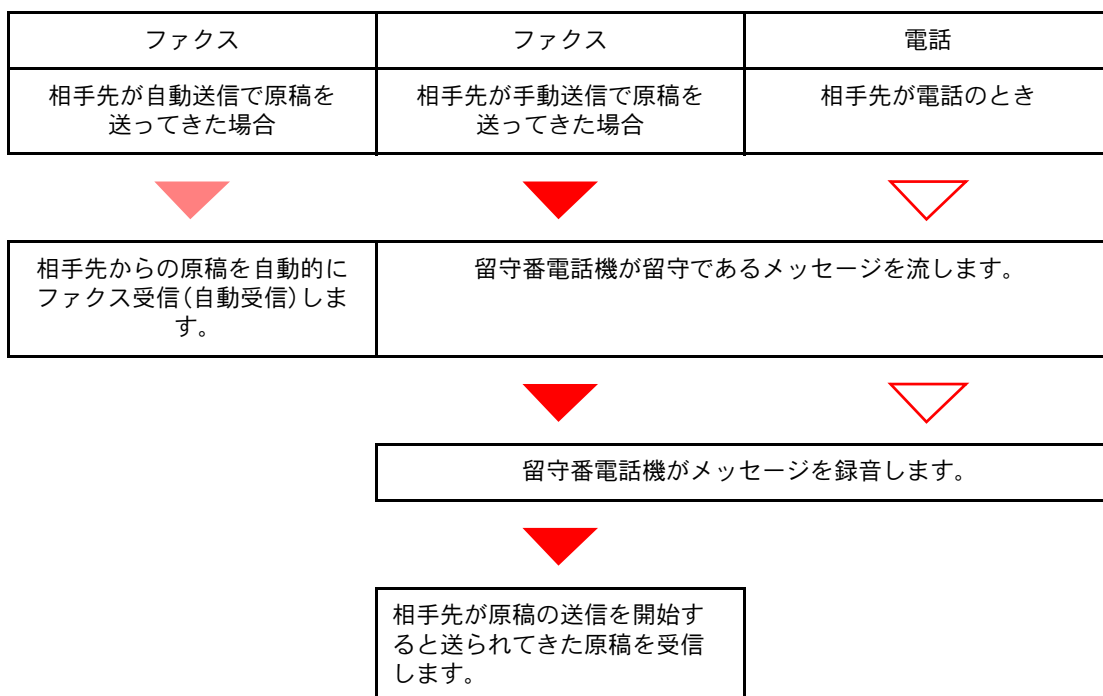 ファクス
ファクス
電話
相手先が自動送信で原稿を
送ってきた場合
相手先が手動送信で原稿を
送ってきた場合
相手先が電話のとき
相手先からの原稿を自動的に
ファクス受信(自動受信)しま
す。
留守番電話機が留守であるメッセージを流します。
留守番電話機がメッセージを録音します。
相手先が原稿の送信を開始す
ると送られてきた原稿を受信
します。